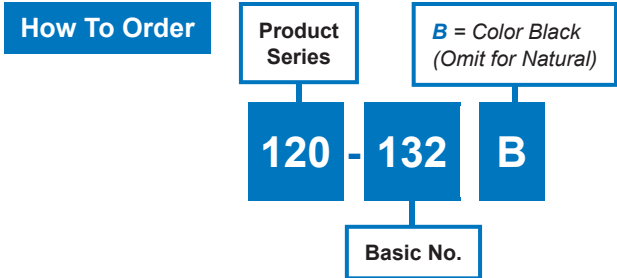 How To Order
Product
Series
B = Color Black
(Omit for Natural)
120 - 132 B
Basic No.